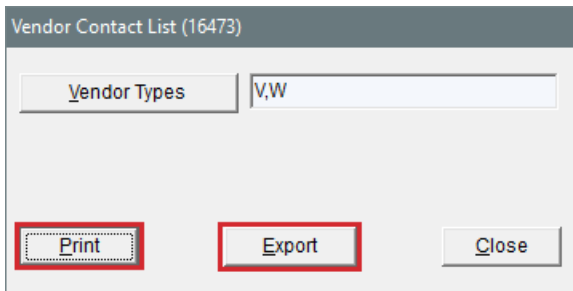 Vendor Contact List (16473)
Vendor Types V,W
Print Export Close